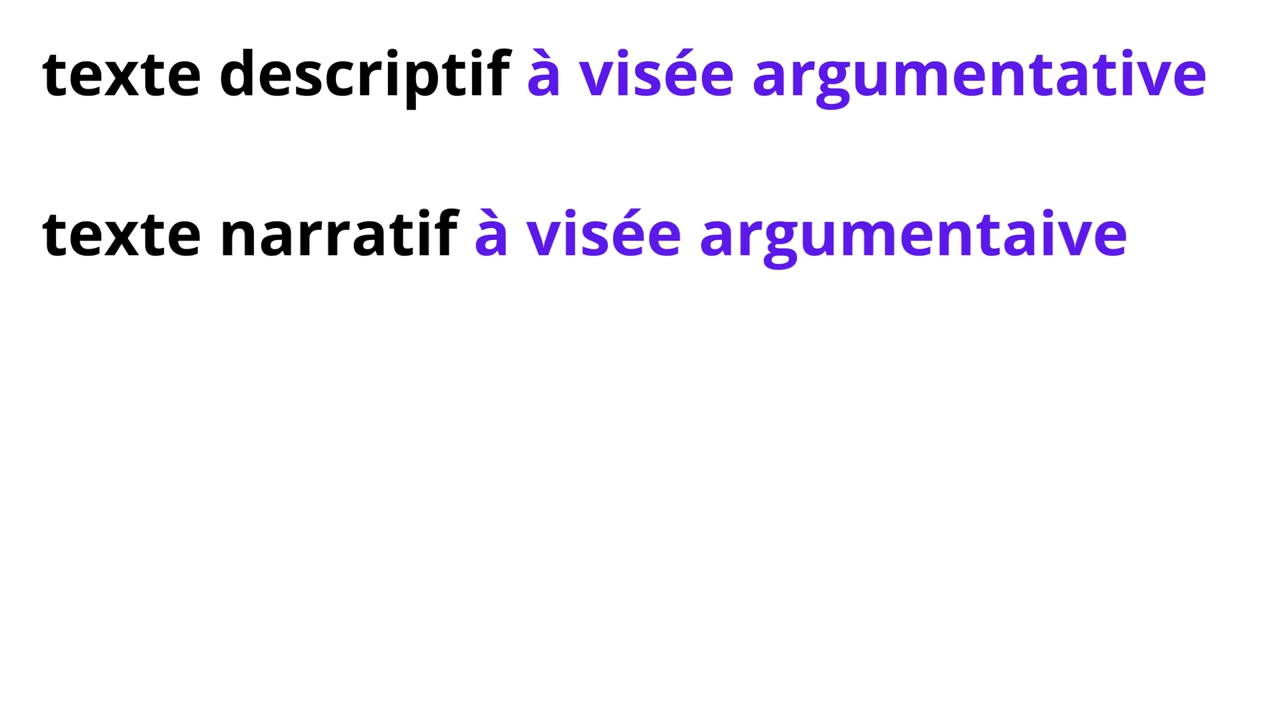 texte descriptif à visée argumentative
texte narratif à visée argumentaive